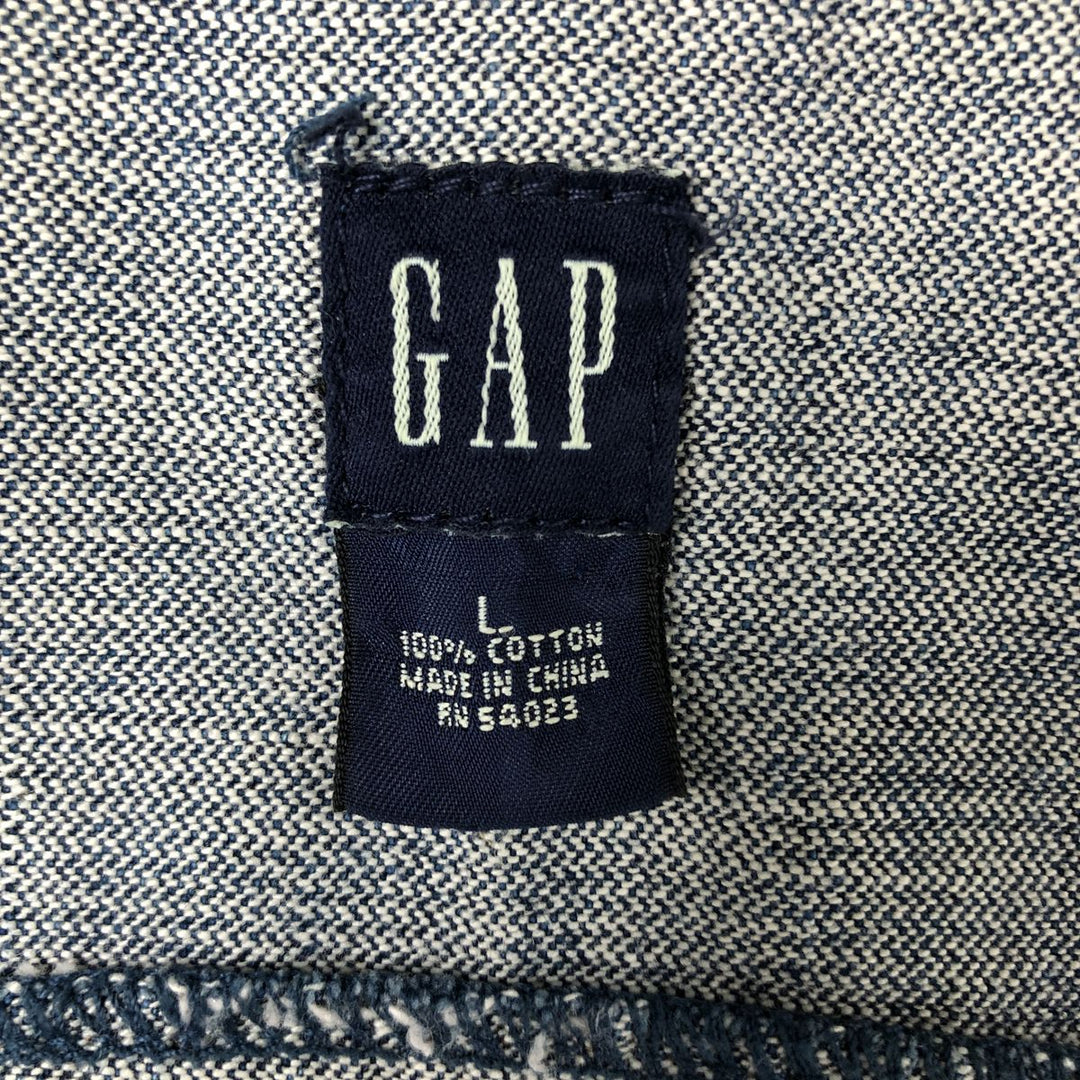 GAP
L
100% COTTON
MADE IN CHINA
RN 54023